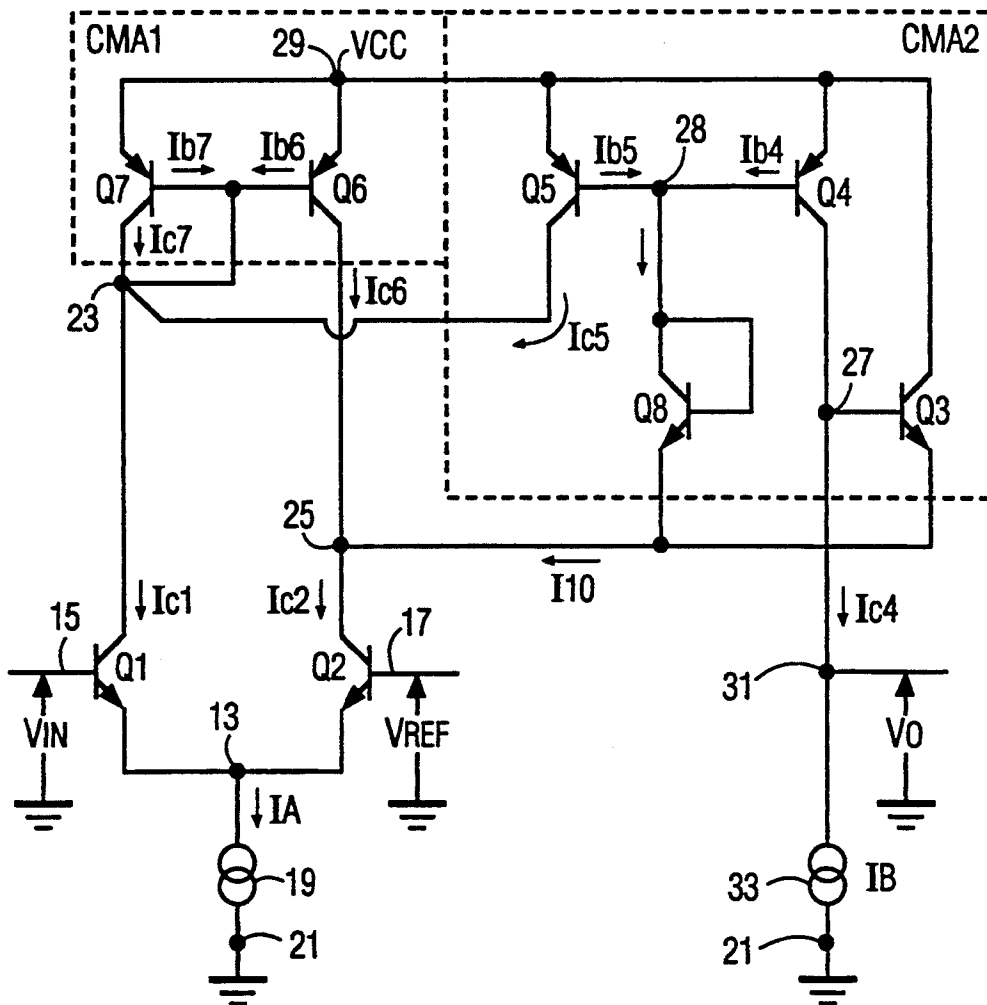 CMA1
29
VCC
CMA2
Ib7
Ib6
Ib5
28
Ib4
Q7
Q6
Q5
Q4
Ic7
23
Ic6
Ic5
27
Q8
Q3
25
I10
15
Ic1
Ic2
17
Ic4
Q1
Q2
31
VIN
13
VREF
VO
IA
19
33
IB
21
21